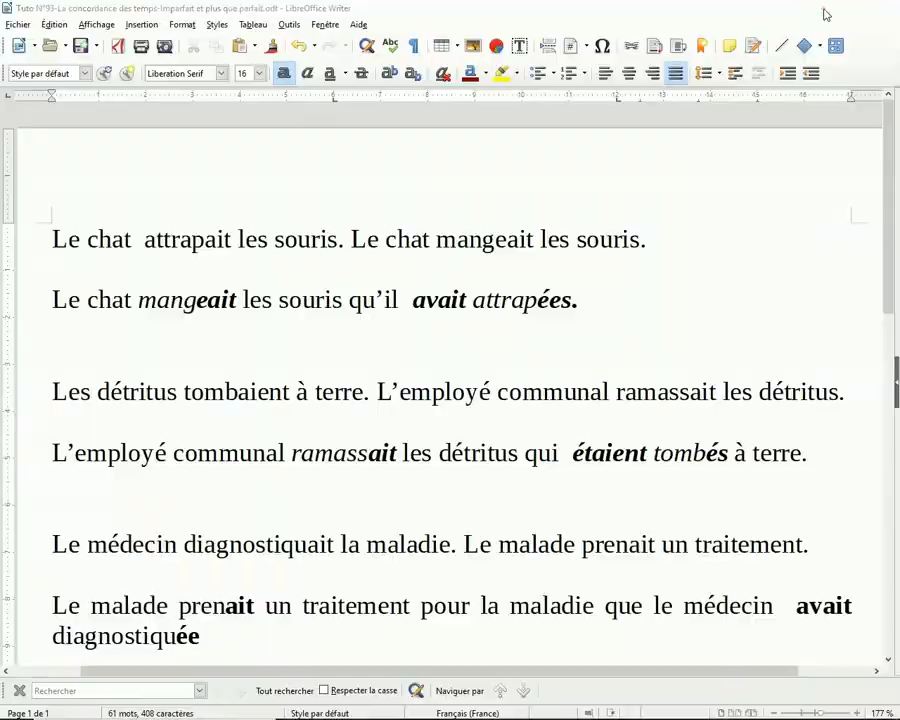 Tuto N°93-La concordance des temps-Imparfait et plus que parfait.odt - LibreOffice Writer
Fichier Édition Affichage Insertion Format Styles Tableau Outils Fenêtre Aide
Style par défaut Liberation Serif 16
Le chat  attrapait les souris. Le chat mangeait les souris.
Le chat mangeait les souris qu’il  avait attrapées.
Les détritus tombaient à terre. L’employé communal ramassait les détritus.
L’employé communal ramassait les détritus qui  étaient tombés à terre.
Le médecin diagnostiquait la maladie. Le malade prenait un traitement.
Le malade prenait un traitement pour la maladie que le médecin  avait
diagnostiquée
Rechercher Tout rechercher Respecter la casse Naviguer par
Page 1 de 1 61 mots, 408 caractères Style par défaut Français (France) 177 %